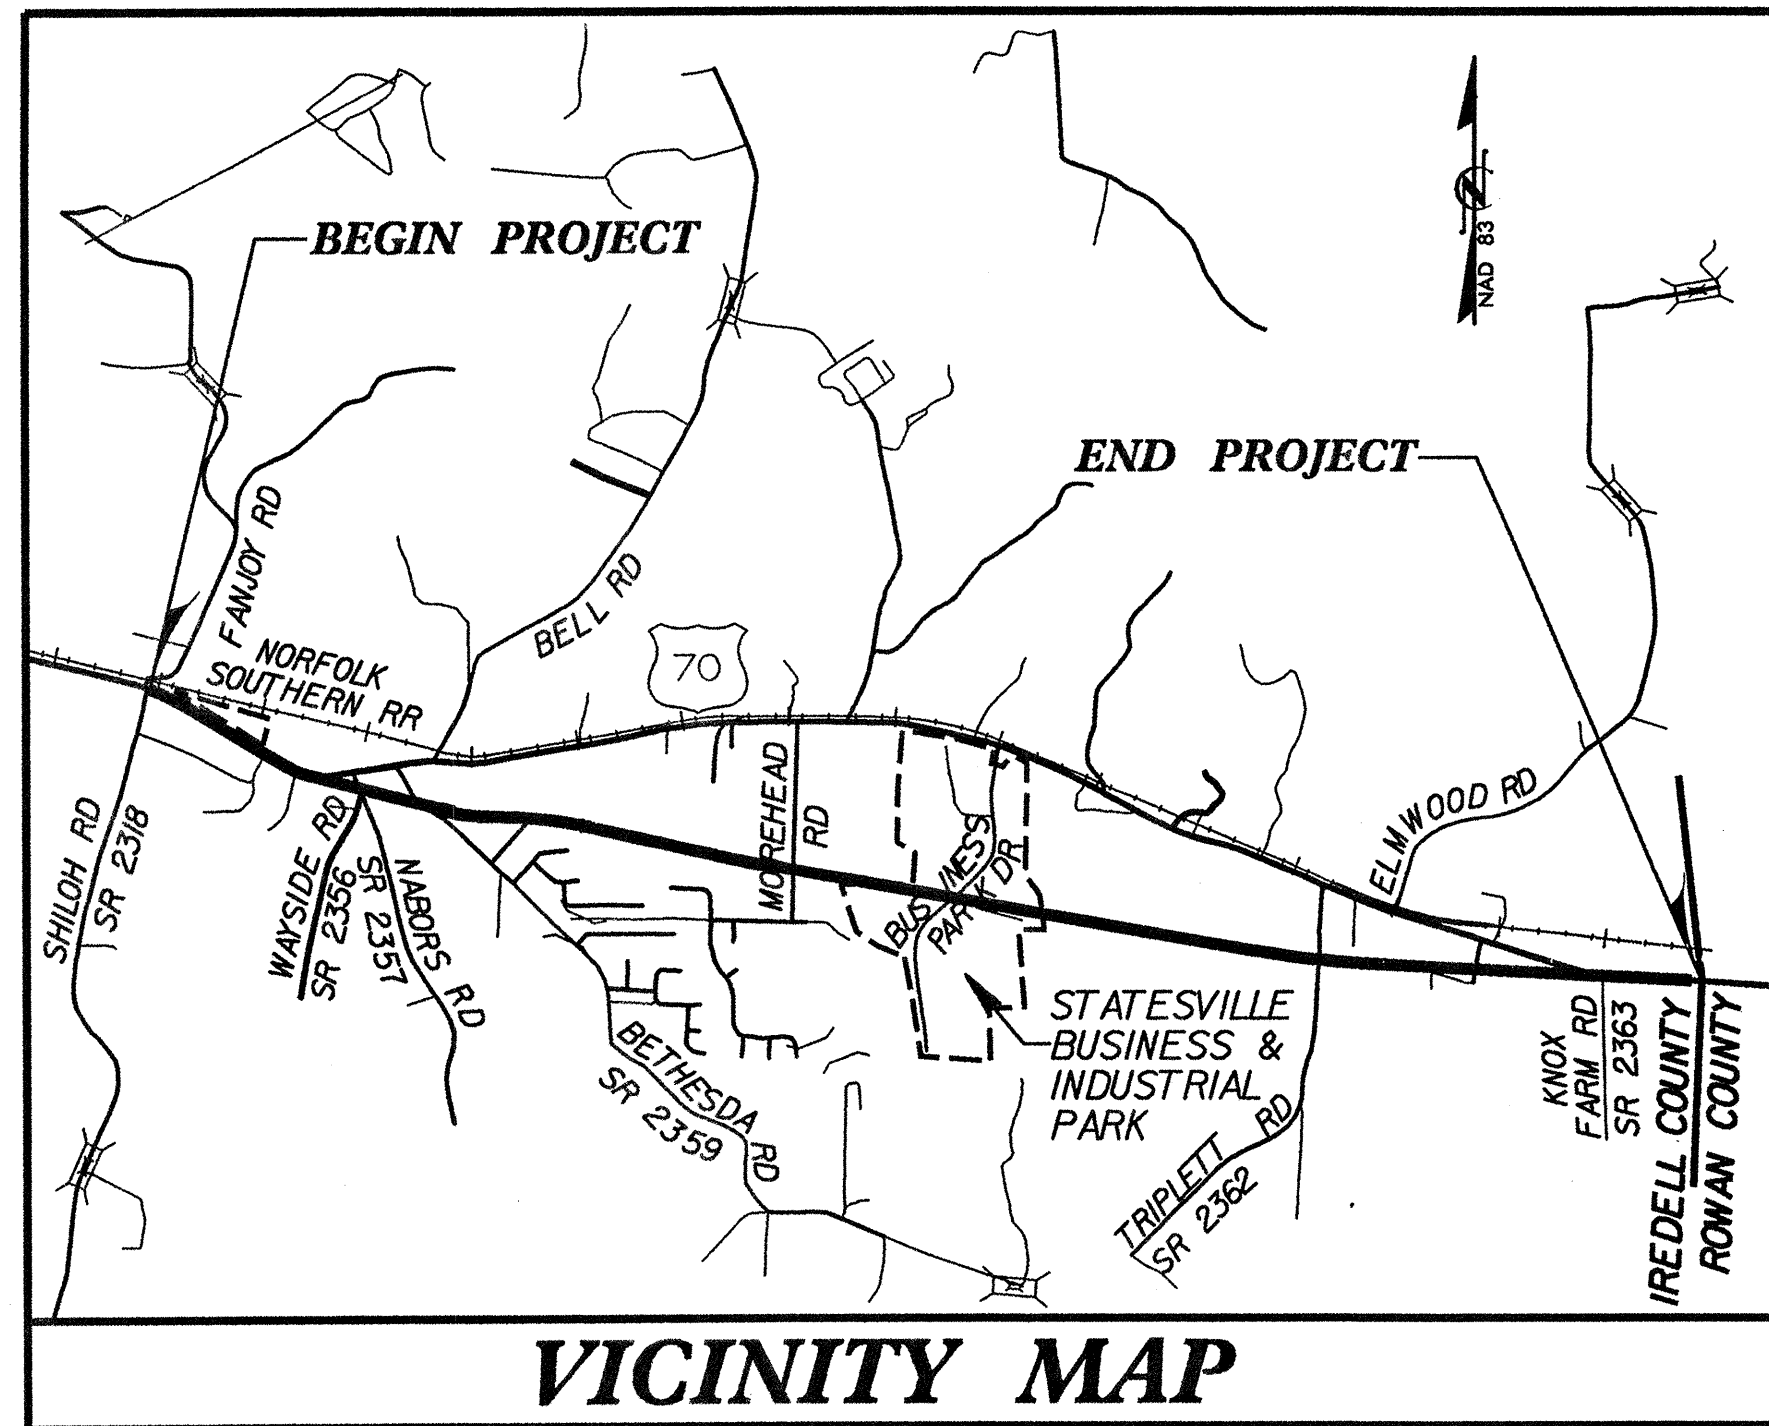 BEGIN PROJECT
NAD 83
END PROJECT
FANJOY RD
NORFOLK
SOUTHERN RR
BELL RD
70
MOREHEAD
RD
BUSINESS
PARK DR
ELMWOOD RD
SHILOH RD
SR 2318
WAYSIDE RD
SR 2356
NABORS RD
SR 2357
BETHESDA RD
SR 2359
STATESVILLE
BUSINESS &
INDUSTRIAL
PARK
TRIPLETT RD
SR 2362
KNOX
FARM RD
SR 2363
IREDELL COUNTY
ROWAN COUNTY
VICINITY MAP